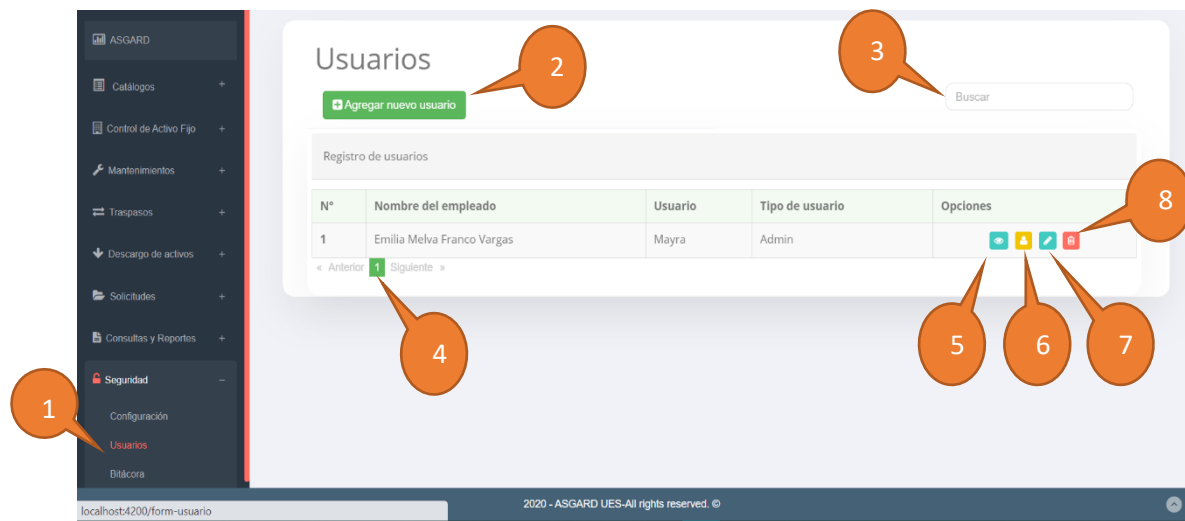 ASGARD
Catálogos +
Control de Activo Fijo +
Mantenimientos +
Traspasos +
Descargo de activos +
Solicitudes +
Consultas y Reportes +
Seguridad −
Configuración
Usuarios
Bitácora
1
Usuarios
2
3
Agregar nuevo usuario
Buscar
Registro de usuarios
N° Nombre del empleado Usuario Tipo de usuario Opciones
8
1 Emilia Melva Franco Vargas Mayra Admin
« Anterior 1 Siguiente »
4
5
6
7
2020 - ASGARD UES-All rights reserved. ©
localhost:4200/form-usuario